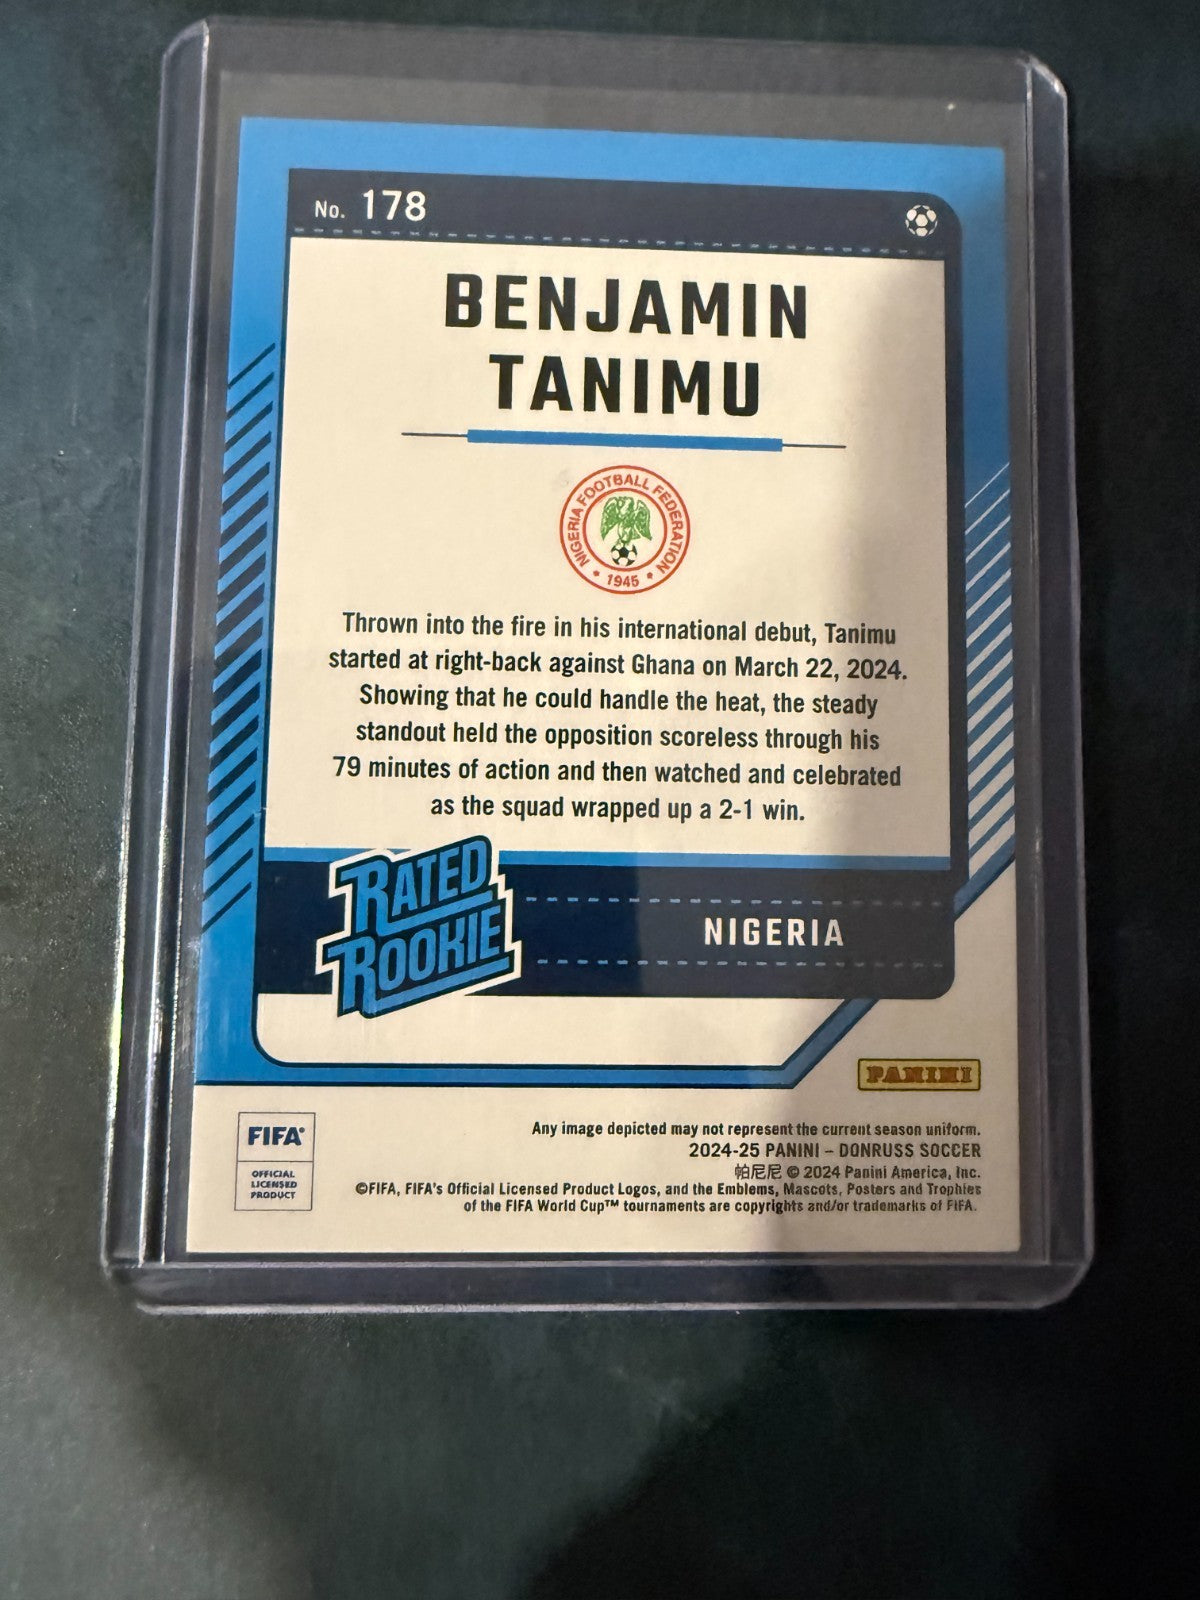 No. 178
BENJAMIN
TANIMU
NIGERIA FOOTBALL FEDERATION
1945
Thrown into the fire in his international debut, Tanimu
started at right-back against Ghana on March 22, 2024.
Showing that he could handle the heat, the steady
standout held the opposition scoreless through his
79 minutes of action and then watched and celebrated
as the squad wrapped up a 2-1 win.
RATED
ROOKIE
NIGERIA
PANINI
FIFA®
OFFICIAL
LICENSED
PRODUCT
Any image depicted may not represent the current season uniform.
2024-25 PANINI – DONRUSS SOCCER
帕尼尼 © 2024 Panini America, Inc.
©FIFA, FIFA's Official Licensed Product Logos, and the Emblems, Mascots, Posters and Trophies
of the FIFA World Cup™ tournaments are copyrights and/or trademarks of FIFA.